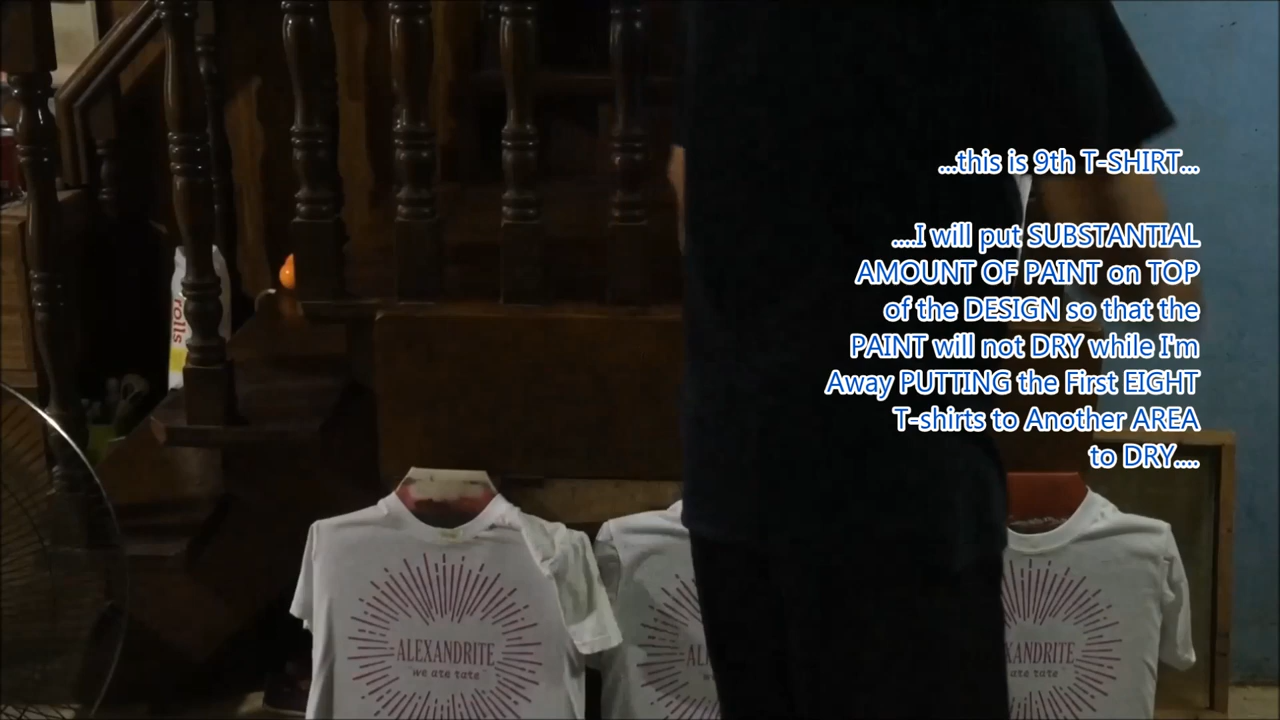 ...this is 9th T-SHIRT...
....I will put SUBSTANTIAL
AMOUNT OF PAINT on TOP
of the DESIGN so that the
PAINT will not DRY while I'm
Away PUTTING the First EIGHT
T-shirts to Another AREA
to DRY....
rolls
ALEXANDRITE
"we ate tate"
AL
XANDRITE
ate tate"